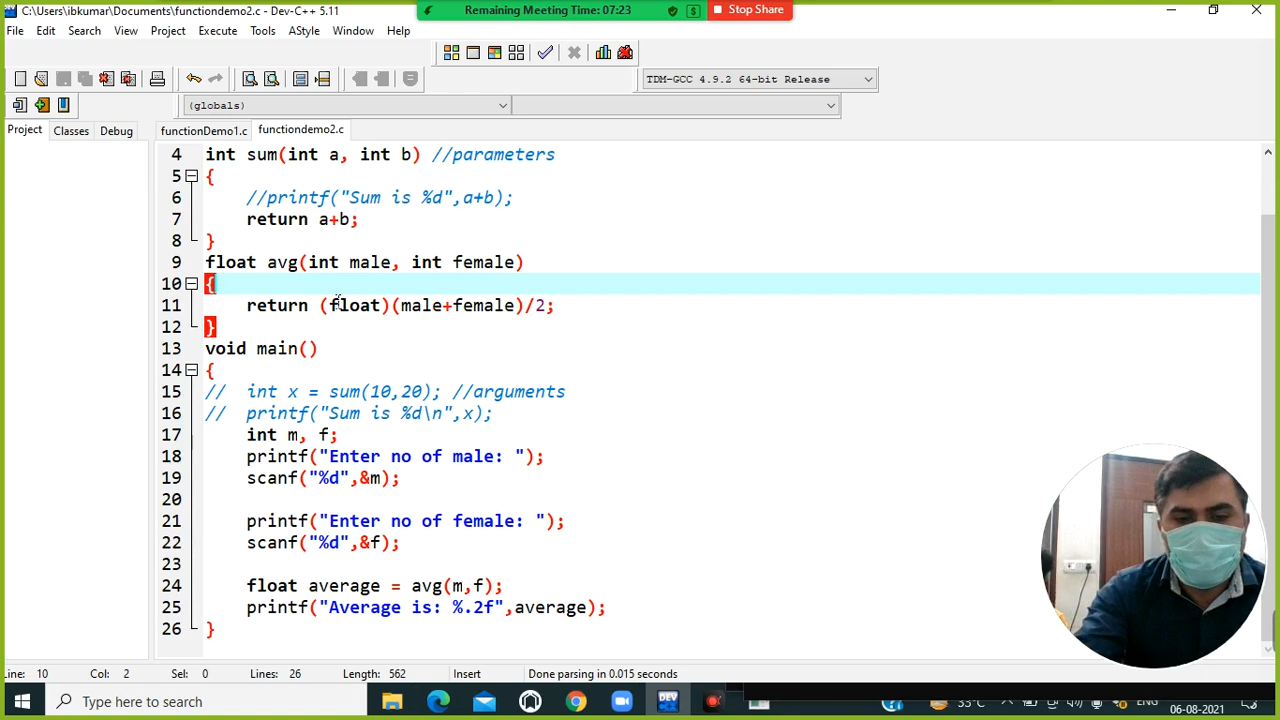 C:\Users\ibkumar\Documents\functiondemo2.c - Dev-C++ 5.11
Remaining Meeting Time: 07:23
Stop Share
File Edit Search View Project Execute Tools AStyle Window Help
TDM-GCC 4.9.2 64-bit Release
(globals)
Project Classes Debug
functionDemo1.c functiondemo2.c
4 int sum(int a, int b) //parameters
5 {
6 //printf("Sum is %d",a+b);
7 return a+b;
8 }
9 float avg(int male, int female)
10 {
11 return (float)(male+female)/2;
12 }
13 void main()
14 {
15 // int x = sum(10,20); //arguments
16 // printf("Sum is %d\n",x);
17 int m, f;
18 printf("Enter no of male: ");
19 scanf("%d",&m);
20
21 printf("Enter no of female: ");
22 scanf("%d",&f);
23
24 float average = avg(m,f);
25 printf("Average is: %.2f",average);
26 }
Line: 10 Col: 2 Sel: 0 Lines: 26 Length: 562 Insert Done parsing in 0.015 seconds
Type here to search
DEV
33°C
ENG
06-08-2021